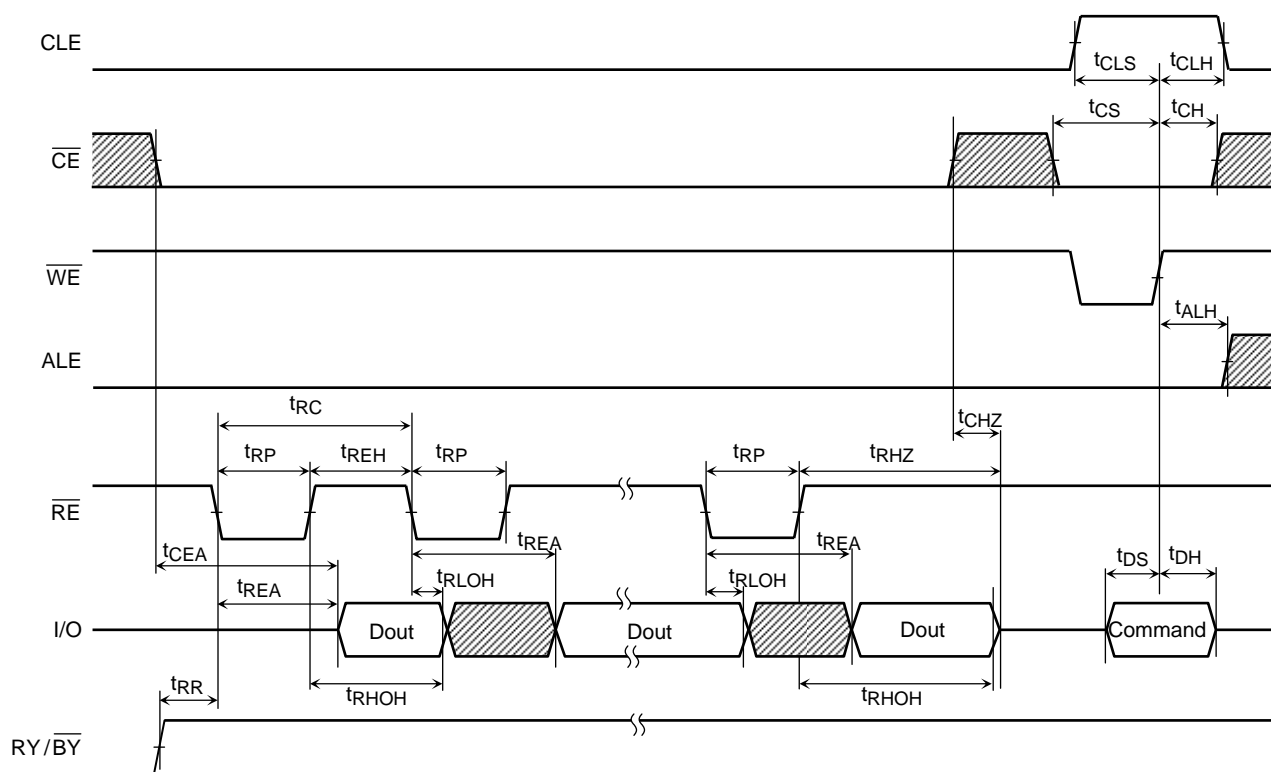 CLE
tCLS tCLH
tCS tCH
CE
WE
tALH
ALE
tRC
tCHZ
tRP tREH tRP tRP tRHZ
RE
tCEA tREA tREA
tREA tRLOH tRLOH tDS tDH
I/O Dout Dout Dout Command
tRR tRHOH tRHOH
RY/BY